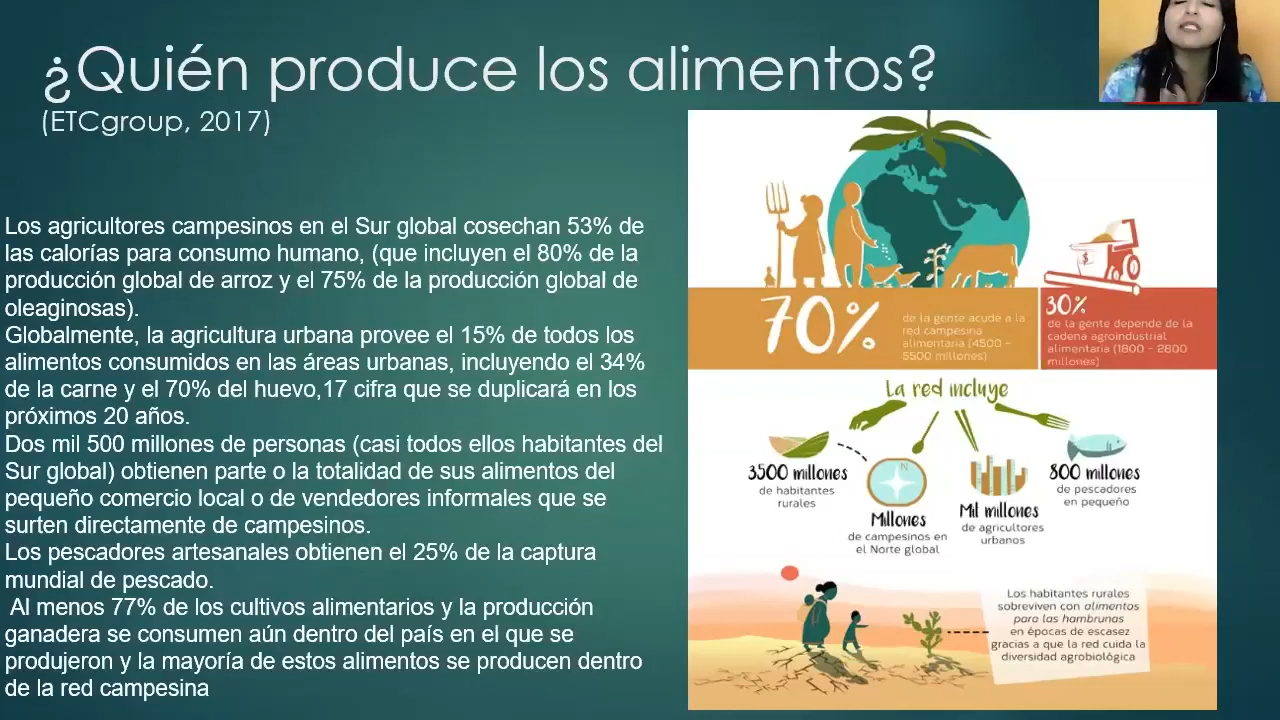 ¿Quién produce los alimentos?
(ETCgroup, 2017)
Los agricultores campesinos en el Sur global cosechan 53% de
las calorías para consumo humano, (que incluyen el 80% de la
producción global de arroz y el 75% de la producción global de
oleaginosas).
Globalmente, la agricultura urbana provee el 15% de todos los
alimentos consumidos en las áreas urbanas, incluyendo el 34%
de la carne y el 70% del huevo,17 cifra que se duplicará en los
próximos 20 años.
Dos mil 500 millones de personas (casi todos ellos habitantes del
Sur global) obtienen parte o la totalidad de sus alimentos del
pequeño comercio local o de vendedores informales que se
surten directamente de campesinos.
Los pescadores artesanales obtienen el 25% de la captura
mundial de pescado.
Al menos 77% de los cultivos alimentarios y la producción
ganadera se consumen aún dentro del país en el que se
produjeron y la mayoría de estos alimentos se producen dentro
de la red campesina
$
70%
de la gente acude a la
red campesina
alimentaria (4500 -
5500 millones)
30%
de la gente depende de la
cadena agroindustrial
alimentaria (1800 - 2800
millones)
La red incluye
3500 millones
de habitantes
rurales
N
Millones
de campesinos en
el Norte global
Mil millones
de agricultores
urbanos
800 millones
de pescadores
en pequeño
Los habitantes rurales
sobreviven con alimentos
para las hambrunas
en épocas de escasez
gracias a que la red cuida la
diversidad agrobiológica